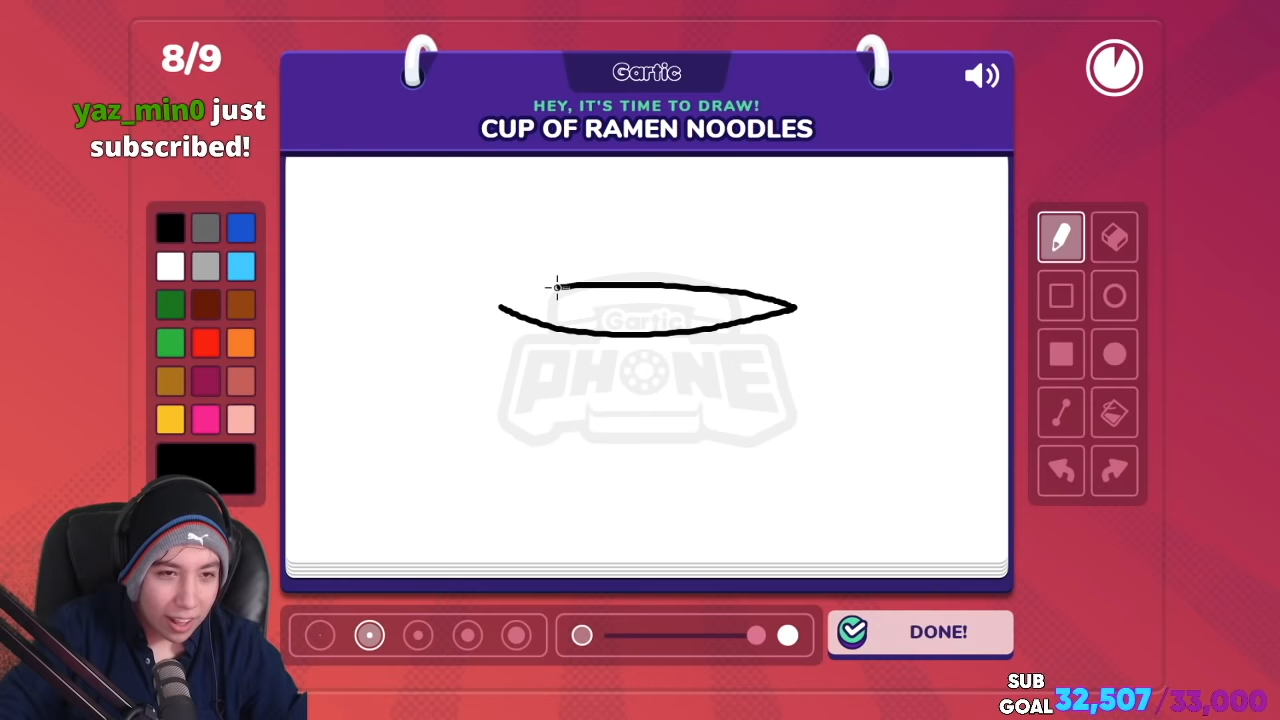 8/9
yaz_min0 just
subscribed!
Gartic
HEY, IT'S TIME TO DRAW!
CUP OF RAMEN NOODLES
Gartic
PHONE
DONE!
SUB
GOAL 32,507/33,000